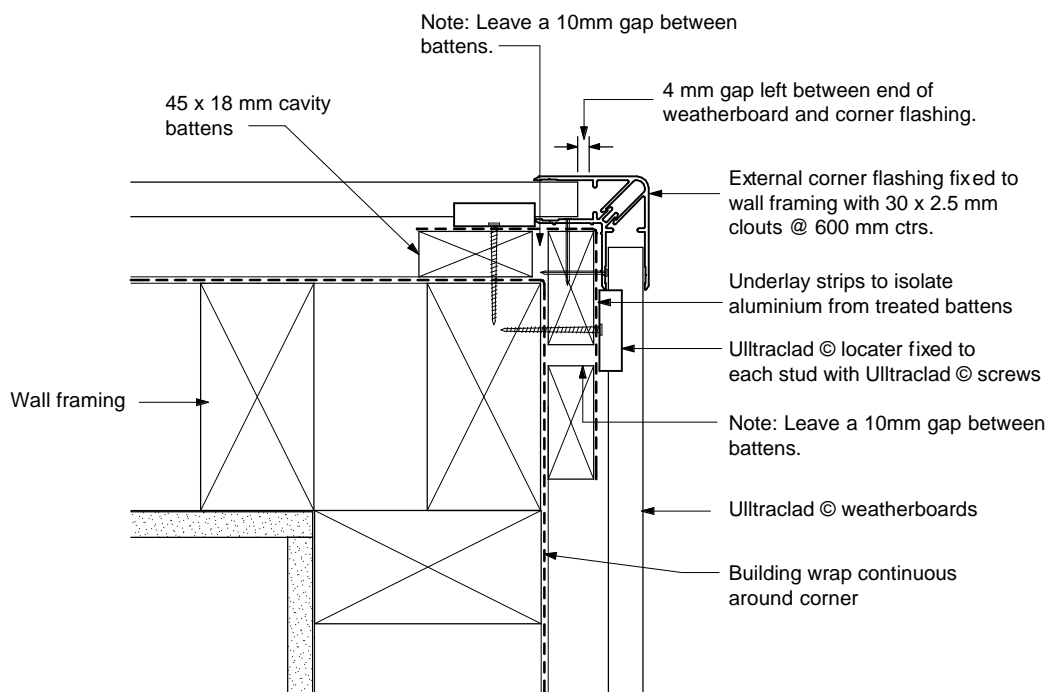 Note: Leave a 10mm gap between
battens.
4 mm gap left between end of
weatherboard and corner flashing.
45 x 18 mm cavity
battens
External corner flashing fixed to
wall framing with 30 x 2.5 mm
clouts @ 600 mm ctrs.
Underlay strips to isolate
aluminium from treated battens
Ulltraclad © locater fixed to
each stud with Ulltraclad © screws
Wall framing
Note: Leave a 10mm gap between
battens.
Ulltraclad © weatherboards
Building wrap continuous
around corner